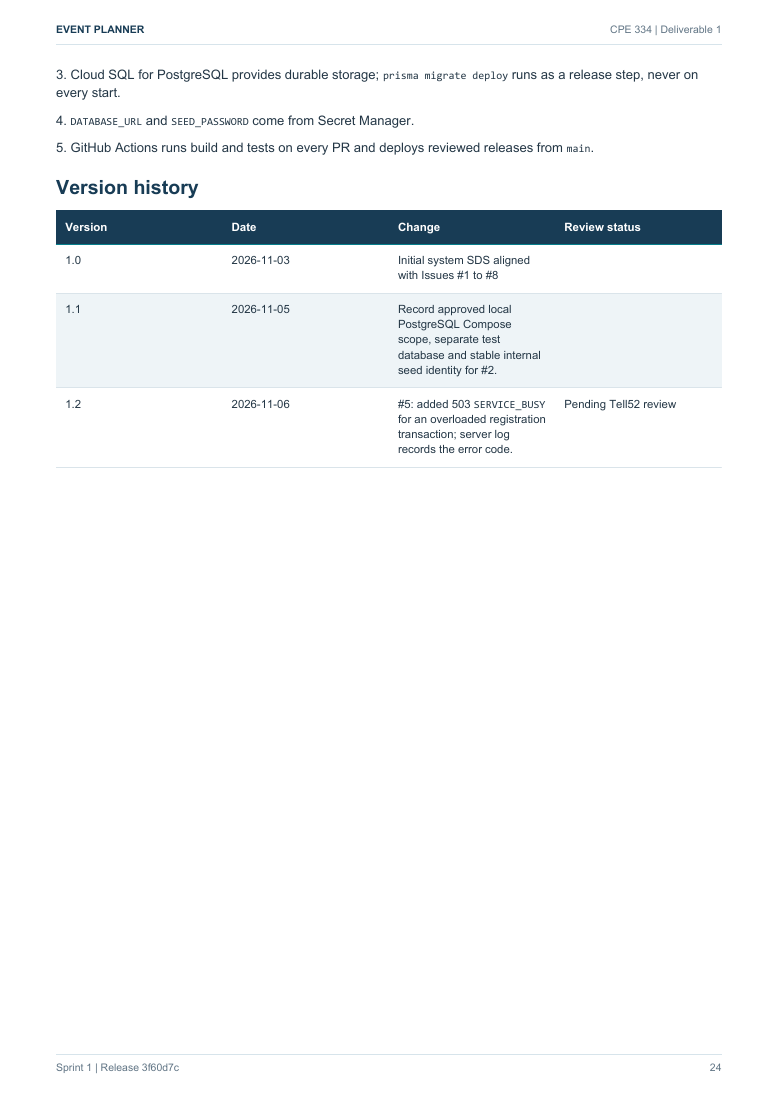 EVENT PLANNER
CPE 334 | Deliverable 1
3. Cloud SQL for PostgreSQL provides durable storage; prisma migrate deploy runs as a release step, never on
every start.
4. DATABASE_URL and SEED_PASSWORD come from Secret Manager.
5. GitHub Actions runs build and tests on every PR and deploys reviewed releases from main.
Version history
Version Date Change Review status
1.0 2026-11-03 Initial system SDS aligned
with Issues #1 to #8
1.1 2026-11-05 Record approved local
PostgreSQL Compose
scope, separate test
database and stable internal
seed identity for #2.
1.2 2026-11-06 #5: added 503 SERVICE_BUSY Pending Tell52 review
for an overloaded registration
transaction; server log
records the error code.
Sprint 1 | Release 3f60d7c
24